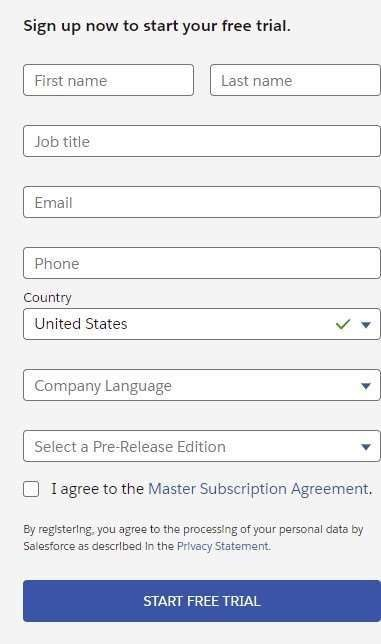 Sign up now to start your free trial.
First name
Last name
Job title
Email
Phone
Country
United States
Company Language
Select a Pre-Release Edition
I agree to the Master Subscription Agreement.
By registering, you agree to the processing of your personal data by
Salesforce as described in the Privacy Statement.
START FREE TRIAL